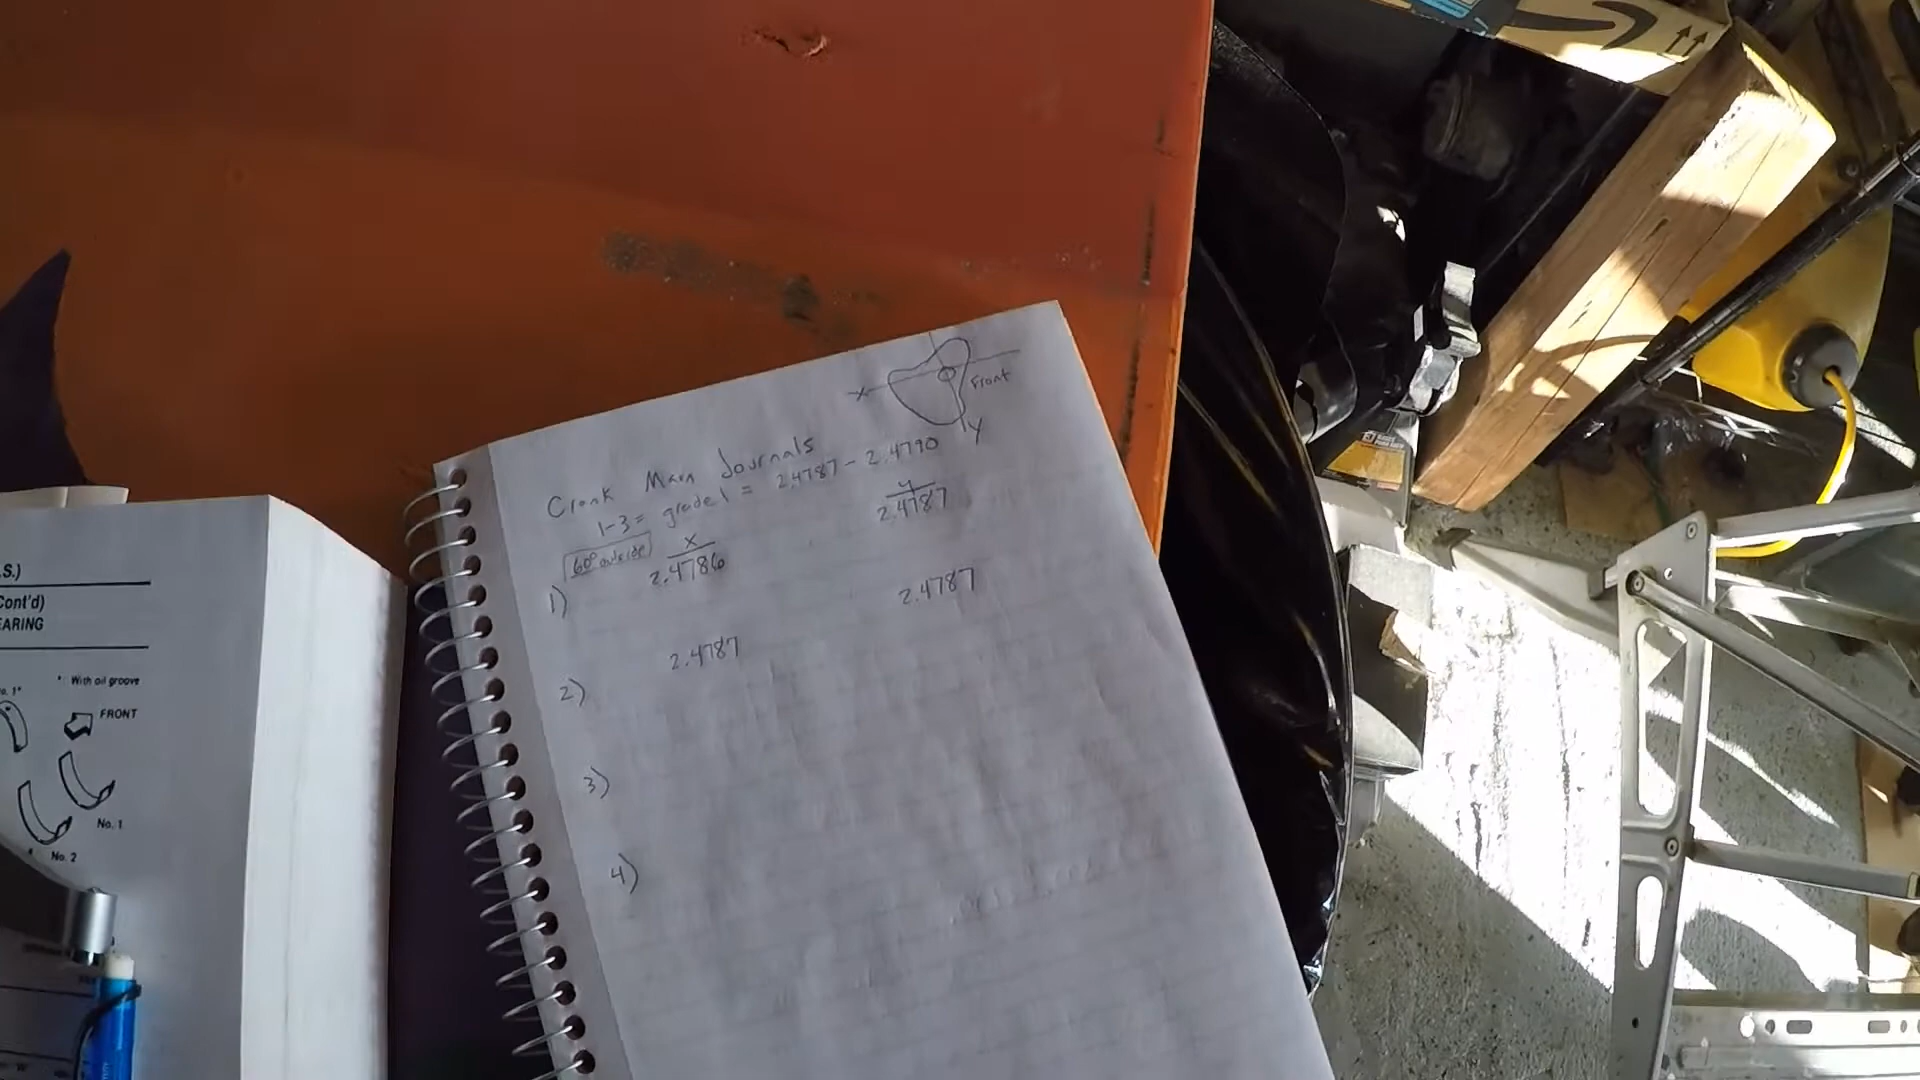 x
Front
y
Crank Main Journals
1-3= grade 1 = 2.4787 - 2.4790
60° outside
x
y
1) 2.4786 2.4787
2) 2.4787 2.4787
3)
4)
.S.)
Cont'd)
EARING
* With oil groove
o. 1*
FRONT
No. 1
No. 2